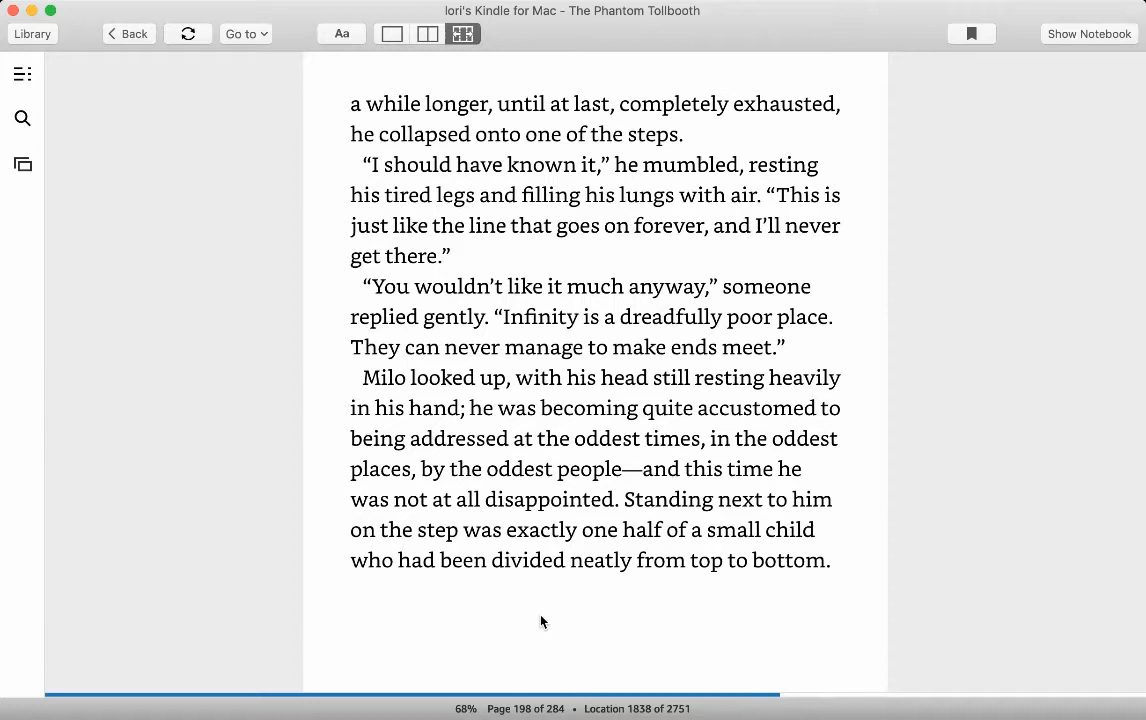 lori's Kindle for Mac - The Phantom Tollbooth
Library
Back
Go to
Aa
Show Notebook
a while longer, until at last, completely exhausted,
he collapsed onto one of the steps.
“I should have known it,” he mumbled, resting
his tired legs and filling his lungs with air. “This is
just like the line that goes on forever, and I’ll never
get there.”
“You wouldn’t like it much anyway,” someone
replied gently. “Infinity is a dreadfully poor place.
They can never manage to make ends meet.”
Milo looked up, with his head still resting heavily
in his hand; he was becoming quite accustomed to
being addressed at the oddest times, in the oddest
places, by the oddest people—and this time he
was not at all disappointed. Standing next to him
on the step was exactly one half of a small child
who had been divided neatly from top to bottom.
68% Page 198 of 284 • Location 1838 of 2751